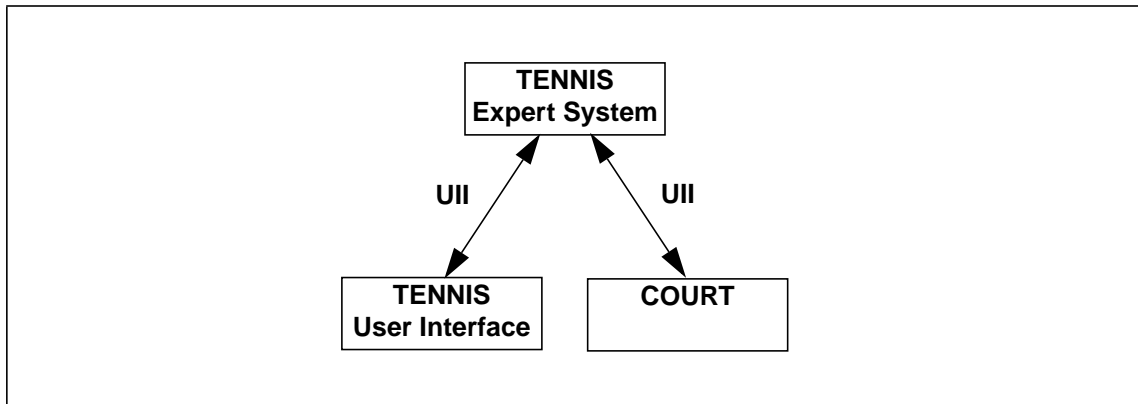 TENNIS
Expert System
UII
UII
TENNIS
User Interface
COURT